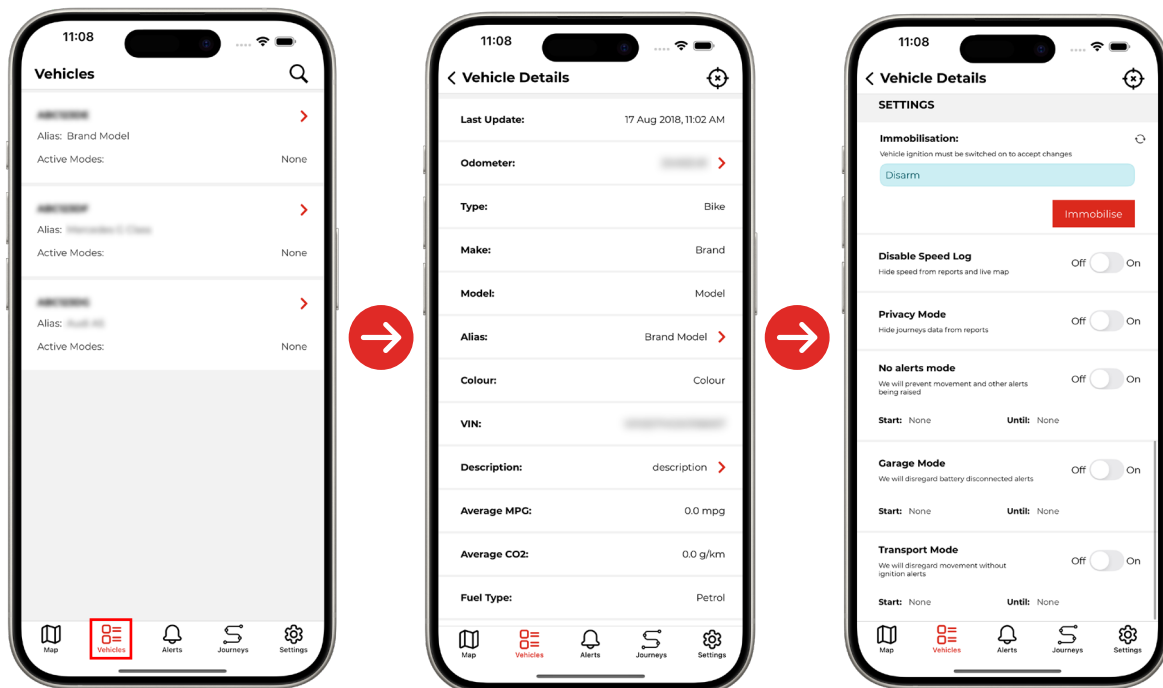 11:08
Vehicles
Alias: Brand Model
Active Modes: None
Alias:
Active Modes: None
Alias:
Active Modes: None
Map Vehicles Alerts Journeys Settings
11:08
Vehicle Details
Last Update: 17 Aug 2018, 11:02 AM
Odometer:
Type: Bike
Make: Brand
Model: Model
Alias: Brand Model
Colour: Colour
VIN:
Description: description
Average MPG: 0.0 mpg
Average CO2: 0.0 g/km
Fuel Type: Petrol
Map Vehicles Alerts Journeys Settings
11:08
Vehicle Details
SETTINGS
Immobilisation:
Vehicle ignition must be switched on to accept changes
Disarm
Immobilise
Disable Speed Log
Off On
Hide speed from reports and live map
Privacy Mode
Off On
Hide journeys data from reports
No alerts mode
Off On
We will prevent movement and other alerts
being raised
Start: None Until: None
Garage Mode
Off On
We will disregard battery disconnected alerts
Start: None Until: None
Transport Mode
Off On
We will disregard movement without
ignition alerts
Start: None Until: None
Map Vehicles Alerts Journeys Settings